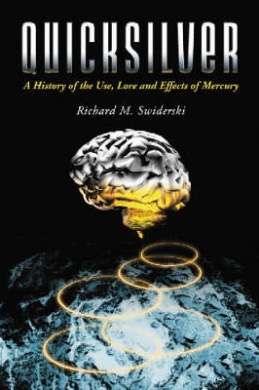 QUICKSILVER
A History of the Use, Lore and Effects of Mercury
Richard M. Swiderski